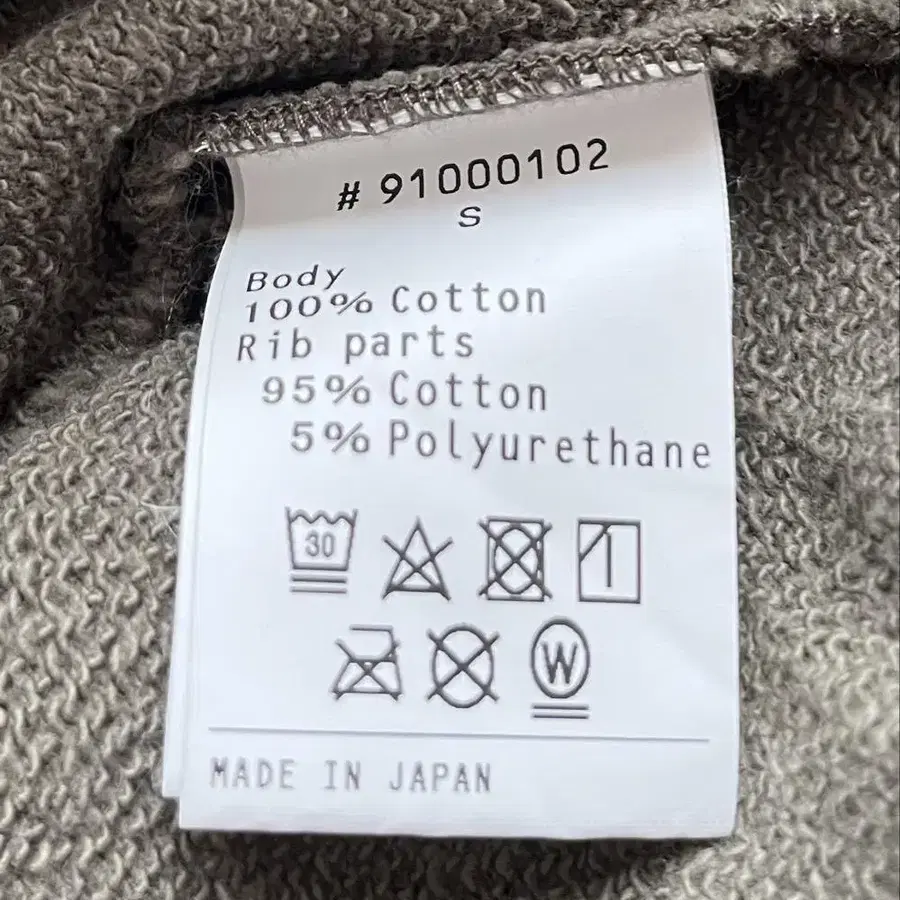 # 91000102
S
Body
100% Cotton
Rib parts
95% Cotton
5% Polyurethane
30
W
MADE IN JAPAN